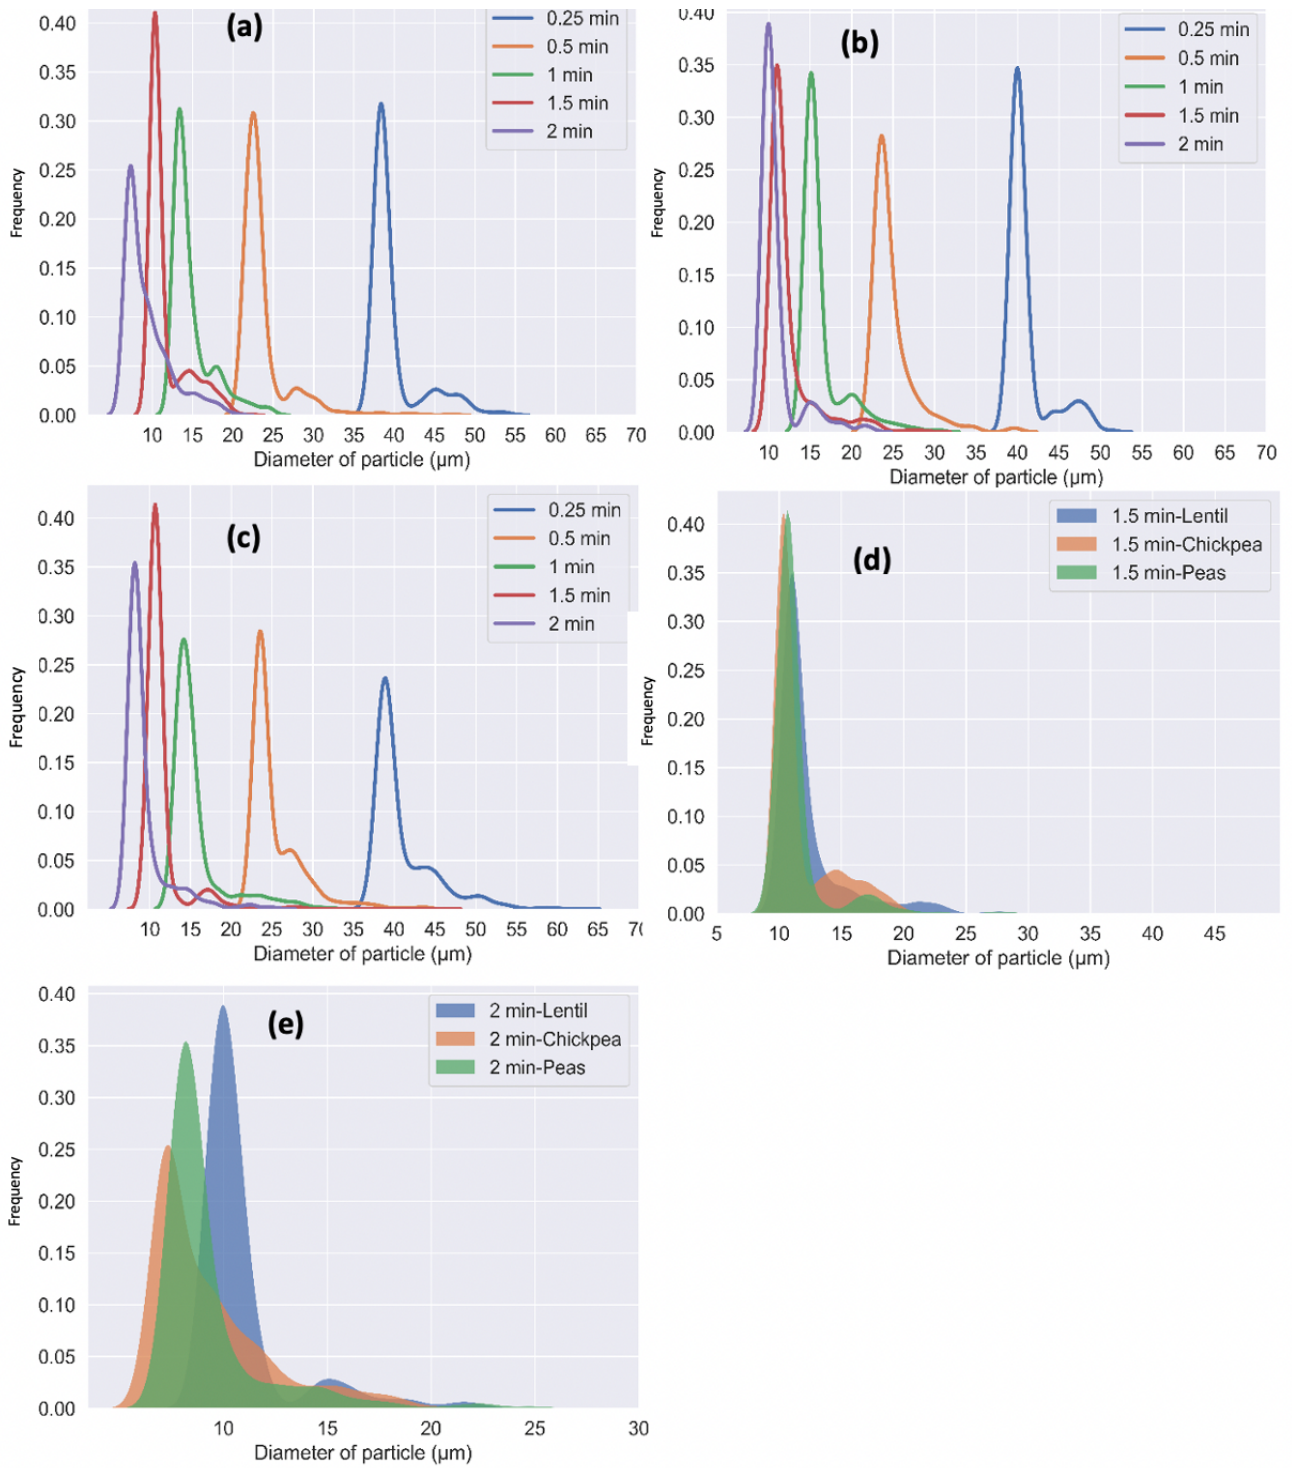 (a)
0.40
0.35
0.30
0.25
0.20
0.15
0.10
0.05
0.00
Frequency
0.25 min
0.5 min
1 min
1.5 min
2 min
10 15 20 25 30 35 40 45 50 55 60 65 70
Diameter of particle (µm)
(b)
0.40
0.35
0.30
0.25
0.20
0.15
0.10
0.05
0.00
Frequency
0.25 min
0.5 min
1 min
1.5 min
2 min
10 15 20 25 30 35 40 45 50 55 60 65 70
Diameter of particle (µm)
(c)
0.40
0.35
0.30
0.25
0.20
0.15
0.10
0.05
0.00
Frequency
0.25 min
0.5 min
1 min
1.5 min
2 min
10 15 20 25 30 35 40 45 50 55 60 65 70
Diameter of particle (µm)
(d)
0.40
0.35
0.30
0.25
0.20
0.15
0.10
0.05
0.00
Frequency
1.5 min-Lentil
1.5 min-Chickpea
1.5 min-Peas
5 10 15 20 25 30 35 40 45
Diameter of particle (µm)
(e)
0.40
0.35
0.30
0.25
0.20
0.15
0.10
0.05
0.00
Frequency
2 min-Lentil
2 min-Chickpea
2 min-Peas
10 15 20 25 30
Diameter of particle (µm)